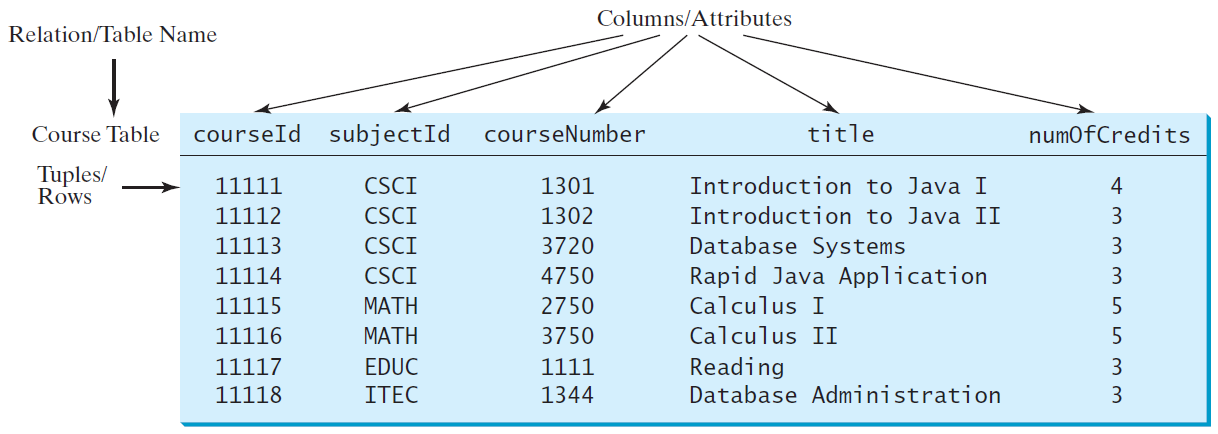 Columns/Attributes
Relation/Table Name
Course Table courseId subjectId courseNumber title numOfCredits
Tuples/
Rows
11111 CSCI 1301 Introduction to Java I 4
11112 CSCI 1302 Introduction to Java II 3
11113 CSCI 3720 Database Systems 3
11114 CSCI 4750 Rapid Java Application 3
11115 MATH 2750 Calculus I 5
11116 MATH 3750 Calculus II 5
11117 EDUC 1111 Reading 3
11118 ITEC 1344 Database Administration 3